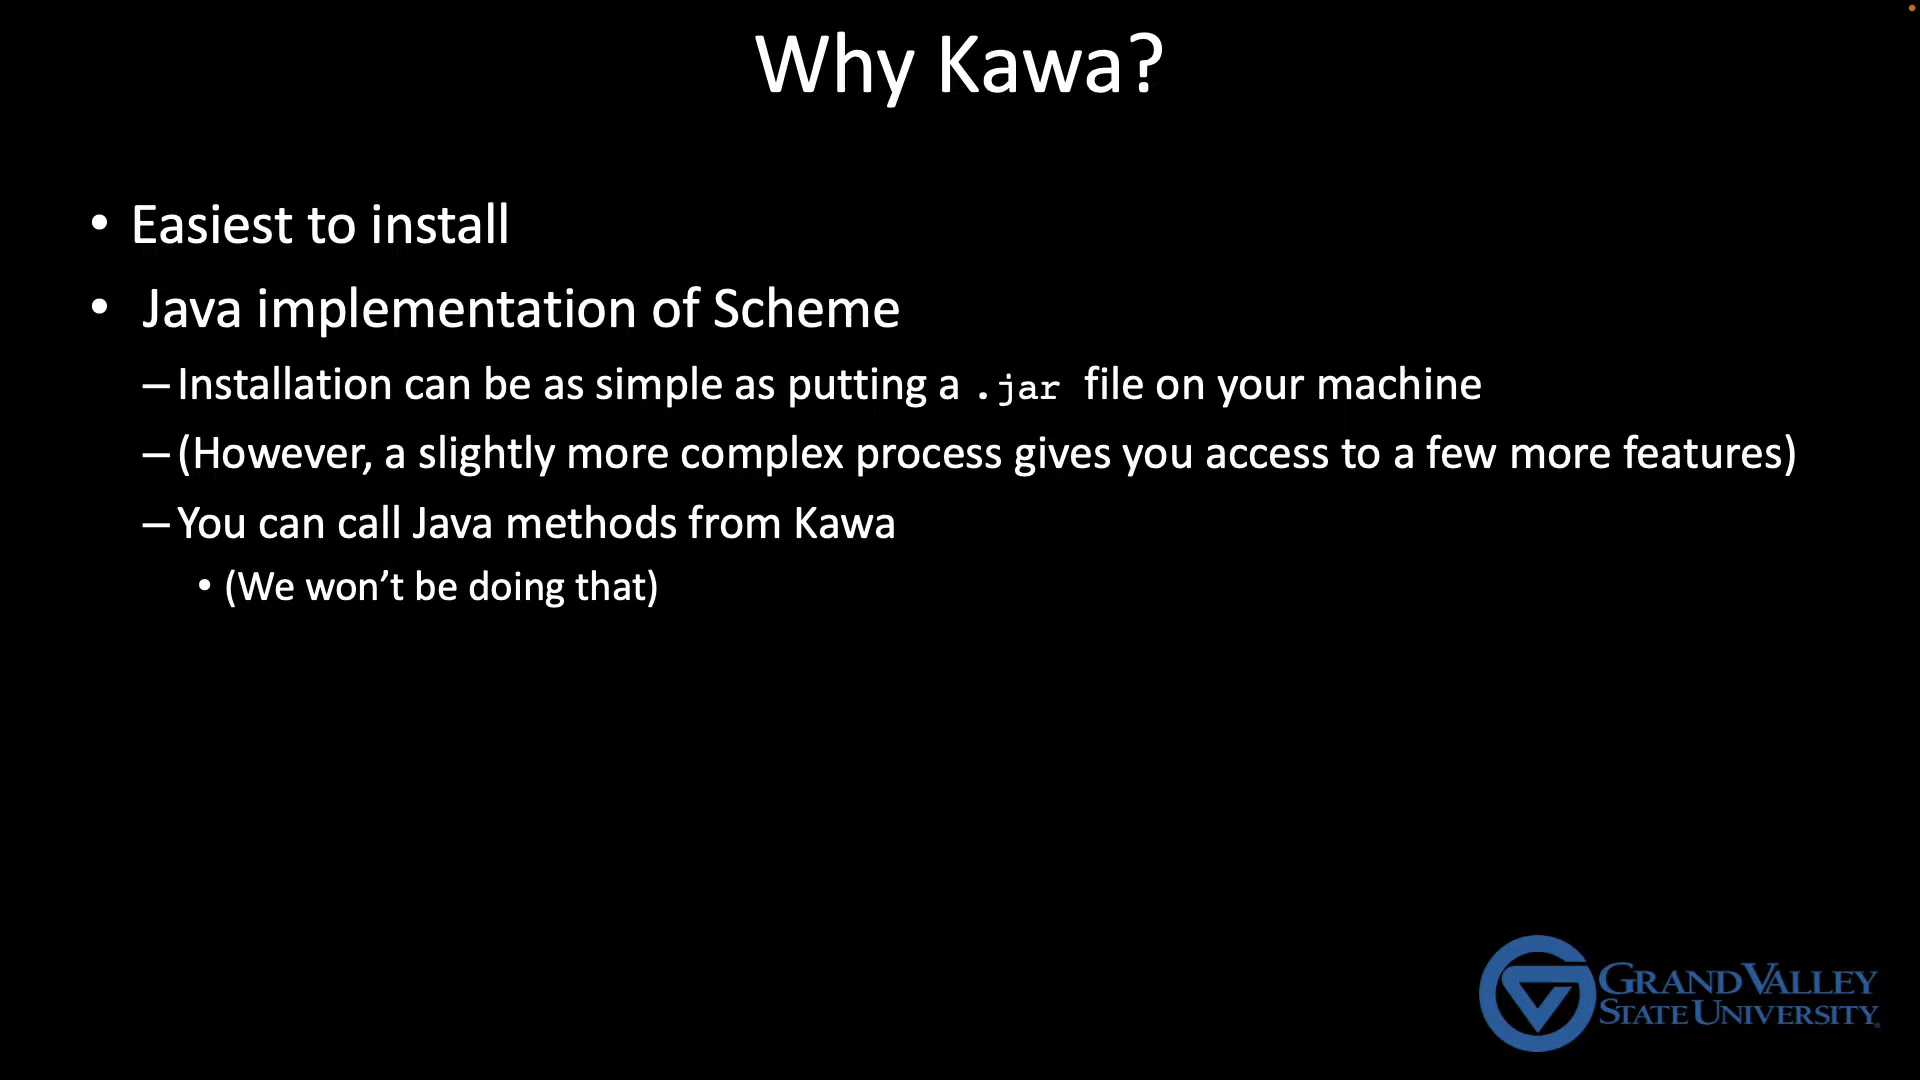 Why Kawa?
• Easiest to install
• Java implementation of Scheme
– Installation can be as simple as putting a .jar file on your machine
– (However, a slightly more complex process gives you access to a few more features)
– You can call Java methods from Kawa
• (We won’t be doing that)
GRAND VALLEY
STATE UNIVERSITY